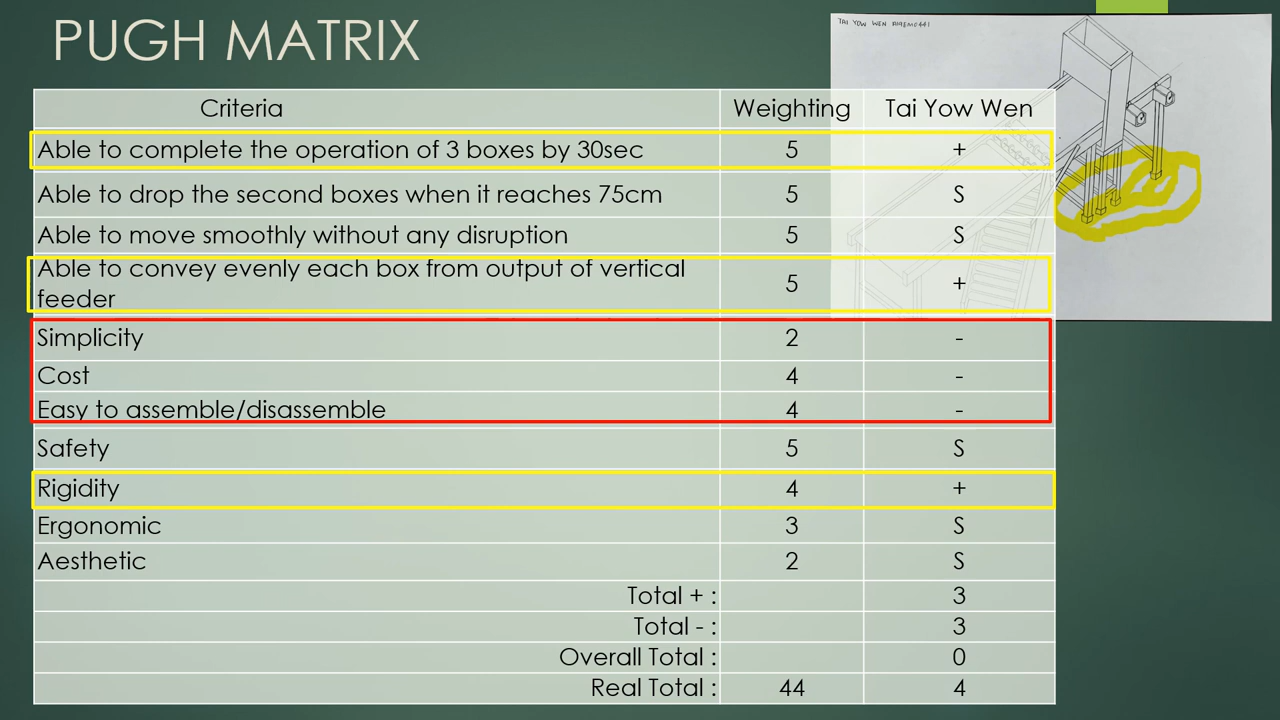 PUGH MATRIX
TAI YOW WEN
Criteria Weighting Tai Yow Wen
Able to complete the operation of 3 boxes by 30sec 5 +
Able to drop the second boxes when it reaches 75cm 5 S
Able to move smoothly without any disruption 5 S
Able to convey evenly each box from output of vertical
feeder 5 +
Simplicity 2 -
Cost 4 -
Easy to assemble/disassemble 4 -
Safety 5 S
Rigidity 4 +
Ergonomic 3 S
Aesthetic 2 S
Total + : 3
Total - : 3
Overall Total : 0
Real Total : 44 4